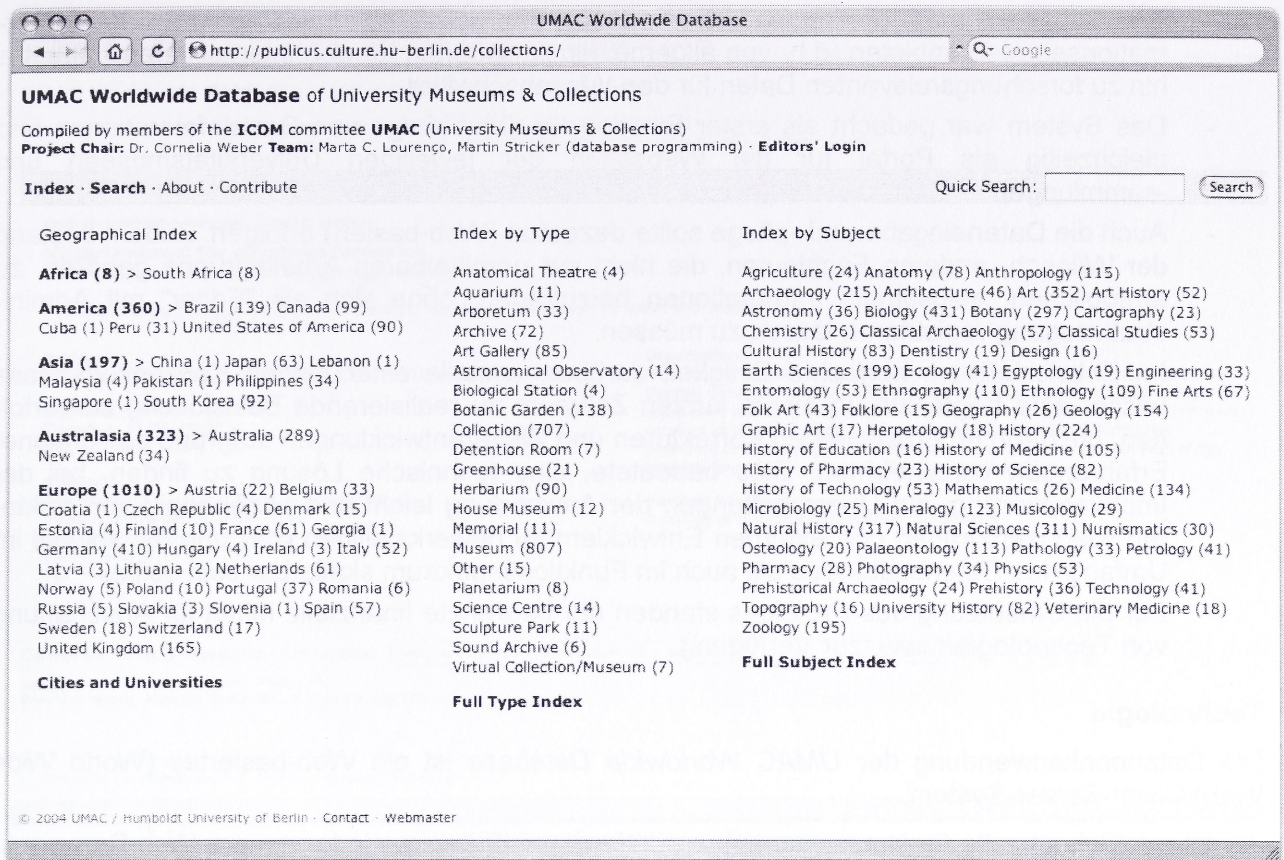 UMAC Worldwide Database
http://publicus.culture.hu-berlin.de/collections/
Google
UMAC Worldwide Database of University Museums & Collections
Compiled by members of the ICOM committee UMAC (University Museums & Collections)
Project Chair: Dr. Cornelia Weber Team: Marta C. Lourenço, Martin Stricker (database programming) · Editors' Login
Index · Search · About · Contribute
Quick Search: Search
Geographical Index
Africa (8) > South Africa (8)
America (360) > Brazil (139) Canada (99)
Cuba (1) Peru (31) United States of America (90)
Asia (197) > China (1) Japan (63) Lebanon (1)
Malaysia (4) Pakistan (1) Philippines (34)
Singapore (1) South Korea (92)
Australasia (323) > Australia (289)
New Zealand (34)
Europe (1010) > Austria (22) Belgium (33)
Croatia (1) Czech Republic (4) Denmark (15)
Estonia (4) Finland (10) France (61) Georgia (1)
Germany (410) Hungary (4) Ireland (3) Italy (52)
Latvia (3) Lithuania (2) Netherlands (61)
Norway (5) Poland (10) Portugal (37) Romania (6)
Russia (5) Slovakia (3) Slovenia (1) Spain (57)
Sweden (18) Switzerland (17)
United Kingdom (165)
Cities and Universities
Index by Type
Anatomical Theatre (4)
Aquarium (11)
Arboretum (33)
Archive (72)
Art Gallery (85)
Astronomical Observatory (14)
Biological Station (4)
Botanic Garden (138)
Collection (707)
Detention Room (7)
Greenhouse (21)
Herbarium (90)
House Museum (12)
Memorial (11)
Museum (807)
Other (15)
Planetarium (8)
Science Centre (14)
Sculpture Park (11)
Sound Archive (6)
Virtual Collection/Museum (7)
Full Type Index
Index by Subject
Agriculture (24) Anatomy (78) Anthropology (115)
Archaeology (215) Architecture (46) Art (352) Art History (52)
Astronomy (36) Biology (431) Botany (297) Cartography (23)
Chemistry (26) Classical Archaeology (57) Classical Studies (53)
Cultural History (83) Dentistry (19) Design (16)
Earth Sciences (199) Ecology (41) Egyptology (19) Engineering (33)
Entomology (53) Ethnography (110) Ethnology (109) Fine Arts (67)
Folk Art (43) Folklore (15) Geography (26) Geology (154)
Graphic Art (17) Herpetology (18) History (224)
History of Education (16) History of Medicine (105)
History of Pharmacy (23) History of Science (82)
History of Technology (53) Mathematics (26) Medicine (134)
Microbiology (25) Mineralogy (123) Musicology (29)
Natural History (317) Natural Sciences (311) Numismatics (30)
Osteology (20) Palaeontology (113) Pathology (33) Petrology (41)
Pharmacy (28) Photography (34) Physics (53)
Prehistorical Archaeology (24) Prehistory (36) Technology (41)
Topography (16) University History (82) Veterinary Medicine (18)
Zoology (195)
Full Subject Index
© 2004 UMAC / Humboldt University of Berlin · Contact · Webmaster